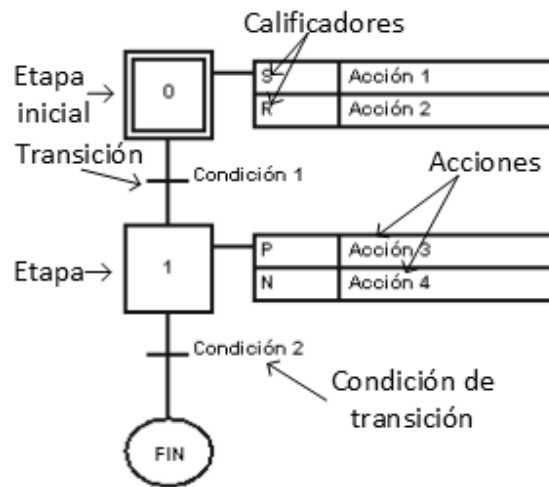 Calificadores
Etapa
inicial
0
S
Acción 1
R
Acción 2
Transición
Condición 1
Acciones
Etapa
1
P
Acción 3
N
Acción 4
Condición 2
Condición de
transición
FIN